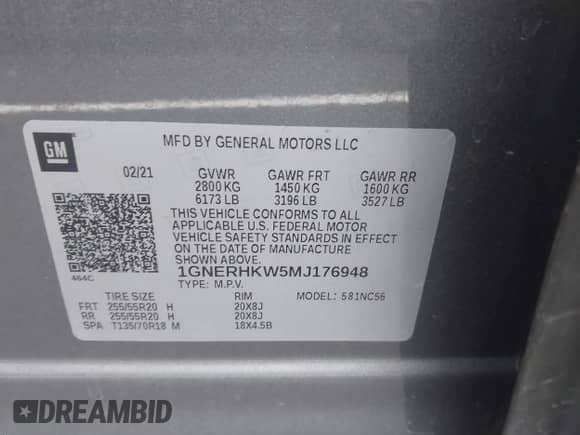 GM
MFD BY GENERAL MOTORS LLC
02/21 GVWR GAWR FRT GAWR RR
2800 KG 1450 KG 1600 KG
6173 LB 3196 LB 3527 LB
THIS VEHICLE CONFORMS TO ALL
APPLICABLE U.S. FEDERAL MOTOR
VEHICLE SAFETY STANDARDS IN EFFECT
ON THE DATE OF MANUFACTURE
SHOWN ABOVE.
464C 1GNERHKW5MJ176948
TYPE: M.P.V.
TIRE SIZE RIM MODEL: 581NC56
FRT 255/55R20 H 20X8J
RR 255/55R20 H 20X8J
SPA T135/70R18 M 18X4.5B
DREAMBID